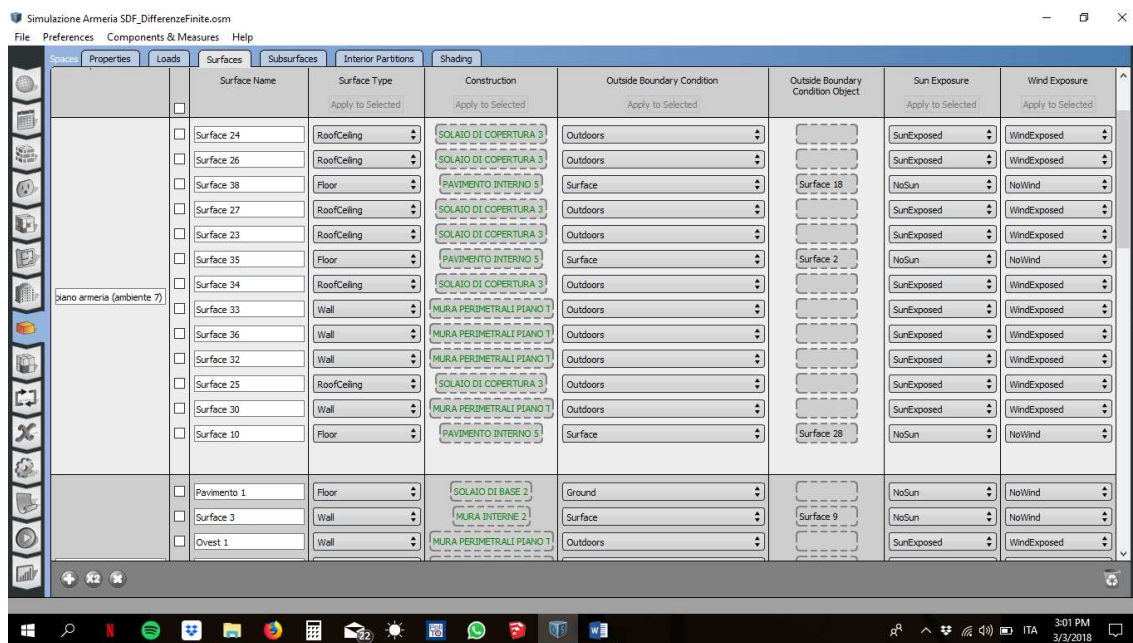 Simulazione Armeria SDF_DifferenzeFinite.osm
File Preferences Components & Measures Help
Spaces Properties Loads Surfaces Subsurfaces Interior Partitions Shading
Surface Name Surface Type Construction Outside Boundary Condition Outside Boundary Condition Object Sun Exposure Wind Exposure
Apply to Selected Apply to Selected Apply to Selected Apply to Selected Apply to Selected
Surface 24 RoofCeiling SOLAIO DI COPERTURA 3 Outdoors SunExposed WindExposed
Surface 26 RoofCeiling SOLAIO DI COPERTURA 3 Outdoors SunExposed WindExposed
Surface 38 Floor PAVIMENTO INTERNO 5 Surface Surface 18 NoSun NoWind
Surface 27 RoofCeiling SOLAIO DI COPERTURA 3 Outdoors SunExposed WindExposed
Surface 23 RoofCeiling SOLAIO DI COPERTURA 3 Outdoors SunExposed WindExposed
Surface 35 Floor PAVIMENTO INTERNO 5 Surface Surface 2 NoSun NoWind
Surface 34 RoofCeiling SOLAIO DI COPERTURA 3 Outdoors SunExposed WindExposed
piano armeria (ambiente 7)
Surface 33 Wall MURA PERIMETRALI PIANO T Outdoors SunExposed WindExposed
Surface 36 Wall MURA PERIMETRALI PIANO T Outdoors SunExposed WindExposed
Surface 32 Wall MURA PERIMETRALI PIANO T Outdoors SunExposed WindExposed
Surface 25 RoofCeiling SOLAIO DI COPERTURA 3 Outdoors SunExposed WindExposed
Surface 30 Wall MURA PERIMETRALI PIANO T Outdoors SunExposed WindExposed
Surface 10 Floor PAVIMENTO INTERNO 5 Surface Surface 28 NoSun NoWind
Pavimento 1 Floor SOLAIO DI BASE 2 Ground NoSun NoWind
Surface 3 Wall MURA INTERNE 2 Surface Surface 9 NoSun NoWind
Ovest 1 Wall MURA PERIMETRALI PIANO T Outdoors SunExposed WindExposed
X2
22 ITA 3:01 PM
3/3/2018